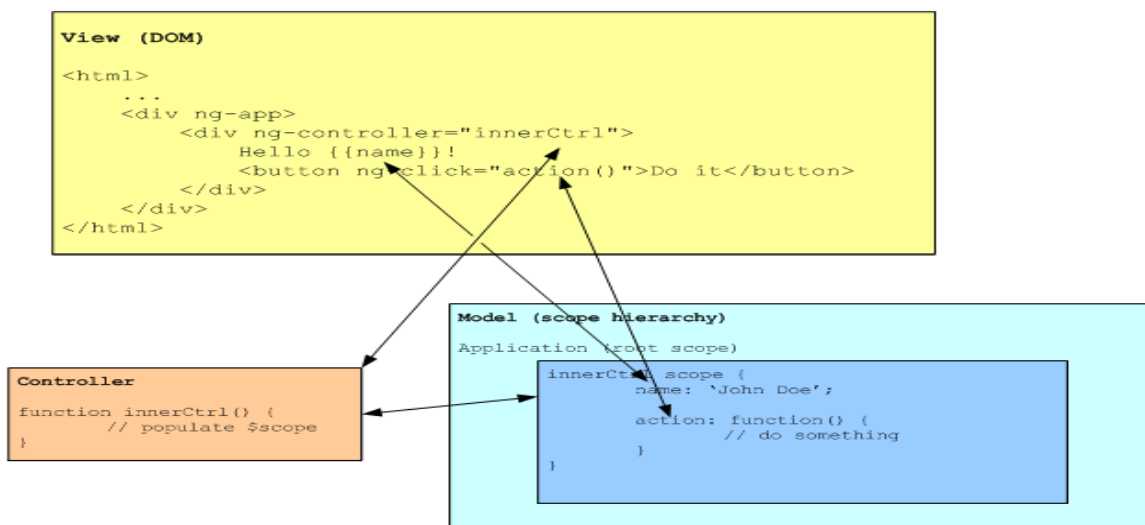 View (DOM)
<html>
...
<div ng-app>
<div ng-controller="innerCtrl">
Hello {{name}}!
<button ng-click="action()">Do it</button>
</div>
</div>
</html>
Model (scope hierarchy)
Application (root scope)
innerCtrl scope {
name: ‘John Doe’;
action: function() {
// do something
}
}
Controller
function innerCtrl() {
// populate $scope
}